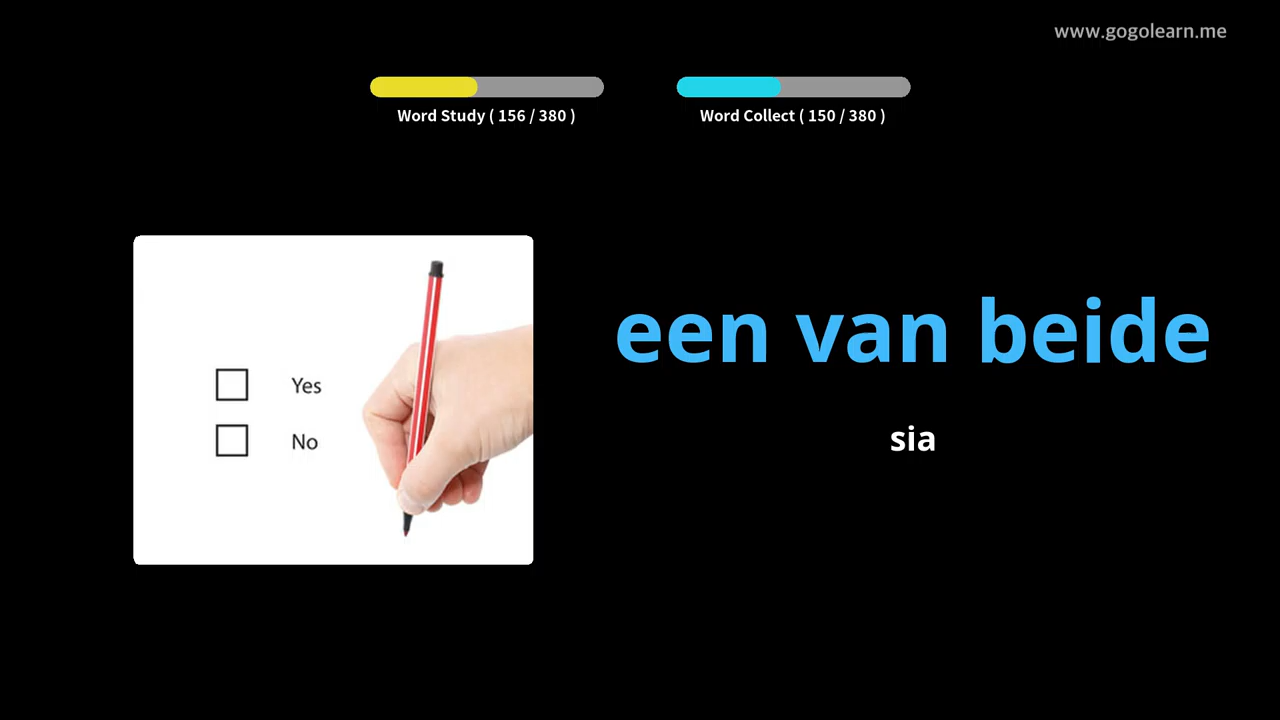 www.gogolearn.me
Word Study ( 156 / 380 )
Word Collect ( 150 / 380 )
Yes
No
een van beide
sia